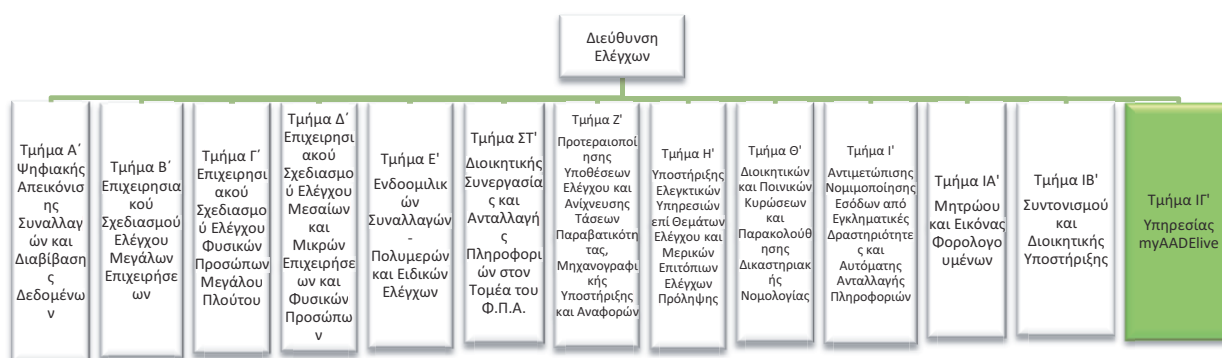 Διεύθυνση
Ελέγχων
Τμήμα Α΄
Ψηφιακής
Απεικόνισ
ης
Συναλλαγ
ών και
Διαβίβαση
ς
Δεδομένω
ν
Τμήμα Β΄
Επιχειρησια
κού
Σχεδιασμού
Ελέγχου
Μεγάλων
Επιχειρήσε
ων
Τμήμα Γ΄
Επιχειρησι
ακού
Σχεδιασμο
ύ Ελέγχου
Φυσικών
Προσώπων
Μεγάλου
Πλούτου
Τμήμα Δ΄
Επιχειρησι
ακού
Σχεδιασμο
ύ Ελέγχου
Μεσαίων
και
Μικρών
Επιχειρήσε
ων και
Φυσικών
Προσώπω
ν
Τμήμα Ε'
Ενδοομιλικ
ών
Συναλλαγών
-
Πολυμερών
και Ειδικών
Ελέγχων
Τμήμα ΣΤ'
Διοικητικής
Συνεργασία
ς και
Ανταλλαγή
ς
Πληροφορι
ών στον
Τομέα του
Φ.Π.Α.
Τμήμα Ζ'
Προτεραιοποί
ησης
Υποθέσεων
Ελέγχου και
Ανίχνευσης
Τάσεων
Παραβατικότη
τας,
Μηχανογραφι
κής
Υποστήριξης
και Αναφορών
Τμήμα Η'
Υποστήριξης
Ελεγκτικών
Υπηρεσιών
επί Θεμάτων
Ελέγχου και
Μερικών
Επιτόπιων
Ελέγχων
Πρόληψης
Τμήμα Θ'
Διοικητικών
και Ποινικών
Κυρώσεων
και
Παρακολούθ
ησης
Δικαστηριακ
ής
Νομολογίας
Τμήμα Ι'
Αντιμετώπισης
Νομιμοποίησης
Εσόδων από
Εγκληματικές
Δραστηριότητε
ς και
Αυτόματης
Ανταλλαγής
Πληροφοριών
Τμήμα ΙΑ'
Μητρώου
και Εικόνας
Φορολογο
υμένων
Τμήμα ΙΒ'
Συντονισμού
και
Διοικητικής
Υποστήριξης
Τμήμα ΙΓ'
Υπηρεσίας
myAADElive